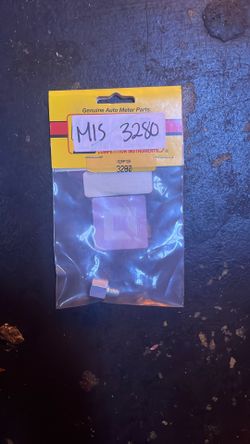 Genuine Auto Meter Parts
MIS 3280
COMPETITION INSTRUMENTS
3280